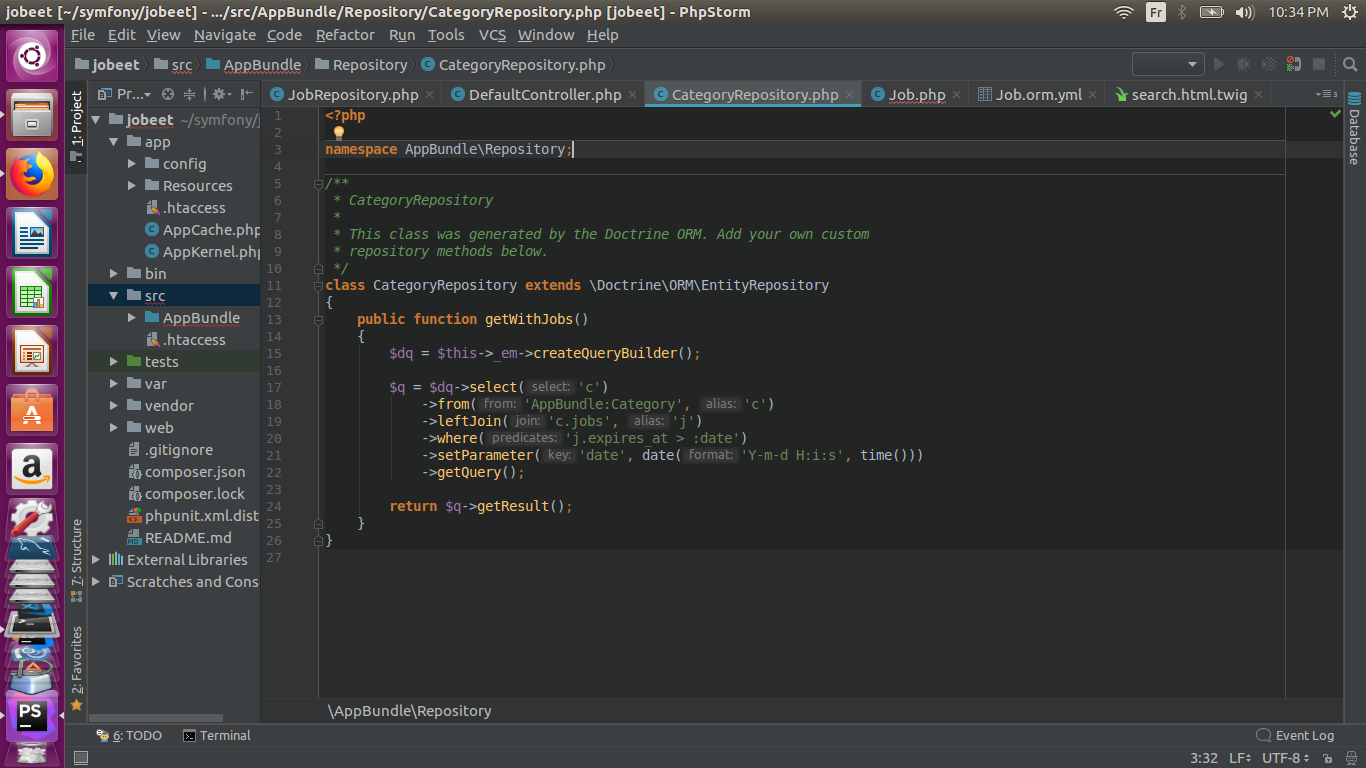 jobeet [~/symfony/jobeet] - .../src/AppBundle/Repository/CategoryRepository.php [jobeet] - PhpStorm
Fr
10:34 PM
File Edit View Navigate Code Refactor Run Tools VCS Window Help
jobeet src AppBundle Repository CategoryRepository.php
1: Project
Pr...
JobRepository.php DefaultController.php CategoryRepository.php Job.php Job.orm.yml search.html.twig
3
Database
jobeet ~/symfony/j
app
config
Resources
.htaccess
AppCache.php
AppKernel.php
bin
src
AppBundle
.htaccess
tests
var
vendor
web
.gitignore
composer.json
composer.lock
phpunit.xml.dist
README.md
External Libraries
Scratches and Cons
7: Structure
2: Favorites
1 <?php
2
3 namespace AppBundle\Repository;
4
5 /**
6 * CategoryRepository
7 *
8 * This class was generated by the Doctrine ORM. Add your own custom
9 * repository methods below.
10 */
11 class CategoryRepository extends \Doctrine\ORM\EntityRepository
12 {
13 public function getWithJobs()
14 {
15 $dq = $this->_em->createQueryBuilder();
16
17 $q = $dq->select( select: 'c')
18 ->from( from: 'AppBundle:Category', alias: 'c')
19 ->leftJoin( join: 'c.jobs', alias: 'j')
20 ->where( predicates: 'j.expires_at > :date')
21 ->setParameter( key: 'date', date( format: 'Y-m-d H:i:s', time()))
22 ->getQuery();
23
24 return $q->getResult();
25 }
26 }
27
\AppBundle\Repository
6: TODO Terminal Event Log
3:32 LF UTF-8
PS